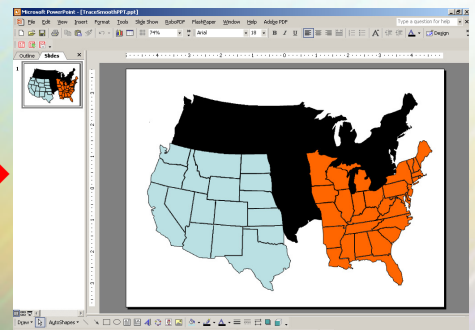 Microsoft PowerPoint - [TraceSmoothPPT.ppt]
File Edit View Insert Format Tools Slide Show RoboPDF FlashPaper Window Help Adobe PDF
Type a question for help
74% Arial 18 B I U Design
Outline Slides
1
Draw AutoShapes